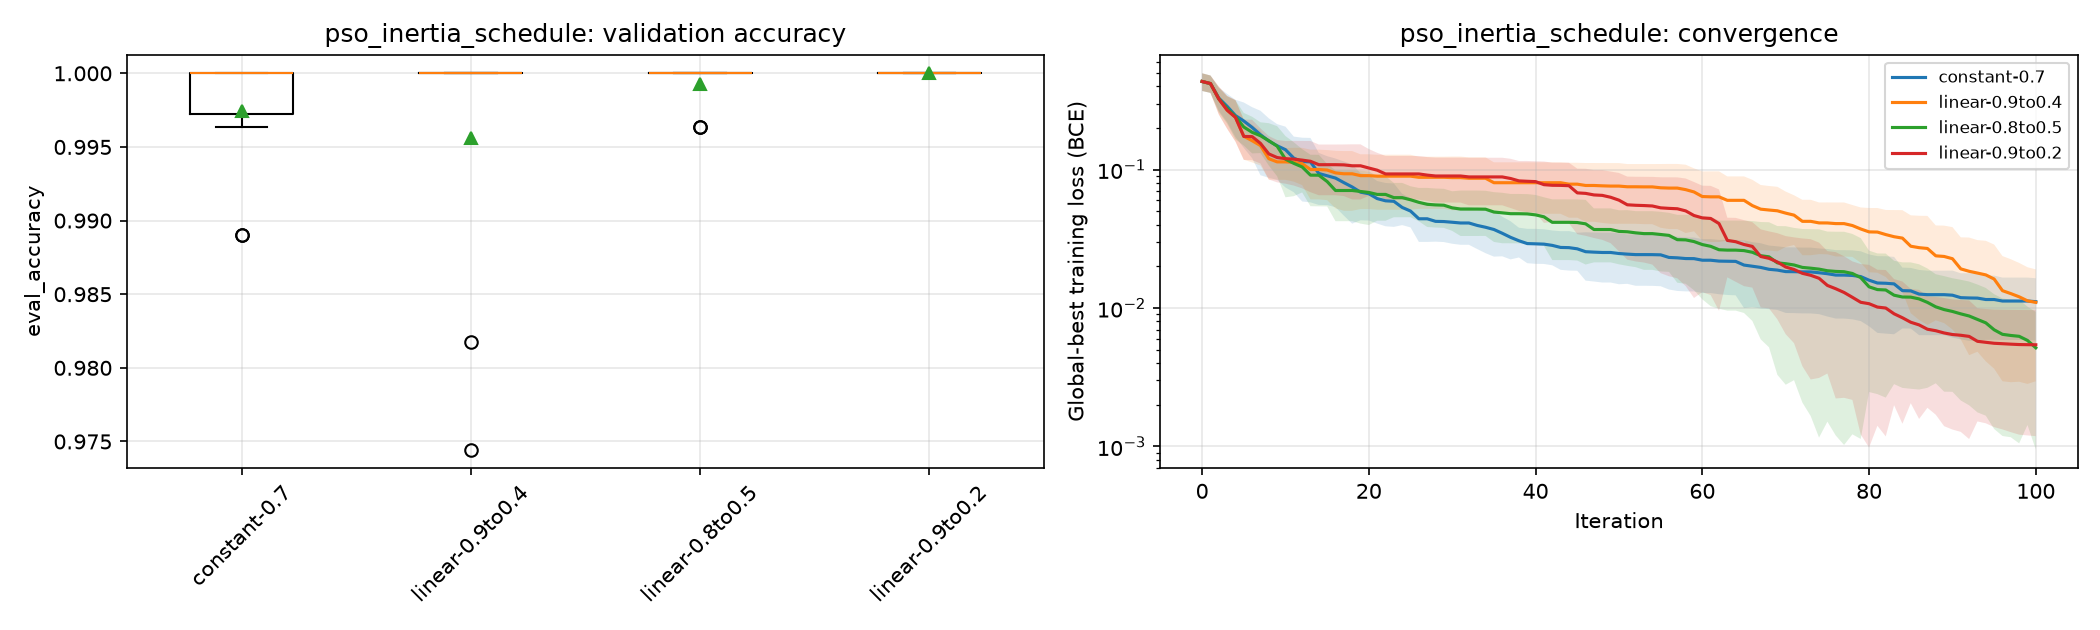 pso_inertia_schedule: validation accuracy
eval_accuracy
1.000
0.995
0.990
0.985
0.980
0.975
constant-0.7
linear-0.9to0.4
linear-0.8to0.5
linear-0.9to0.2
pso_inertia_schedule: convergence
Global-best training loss (BCE)
10⁻¹
10⁻²
10⁻³
constant-0.7
linear-0.9to0.4
linear-0.8to0.5
linear-0.9to0.2
0 20 40 60 80 100
Iteration